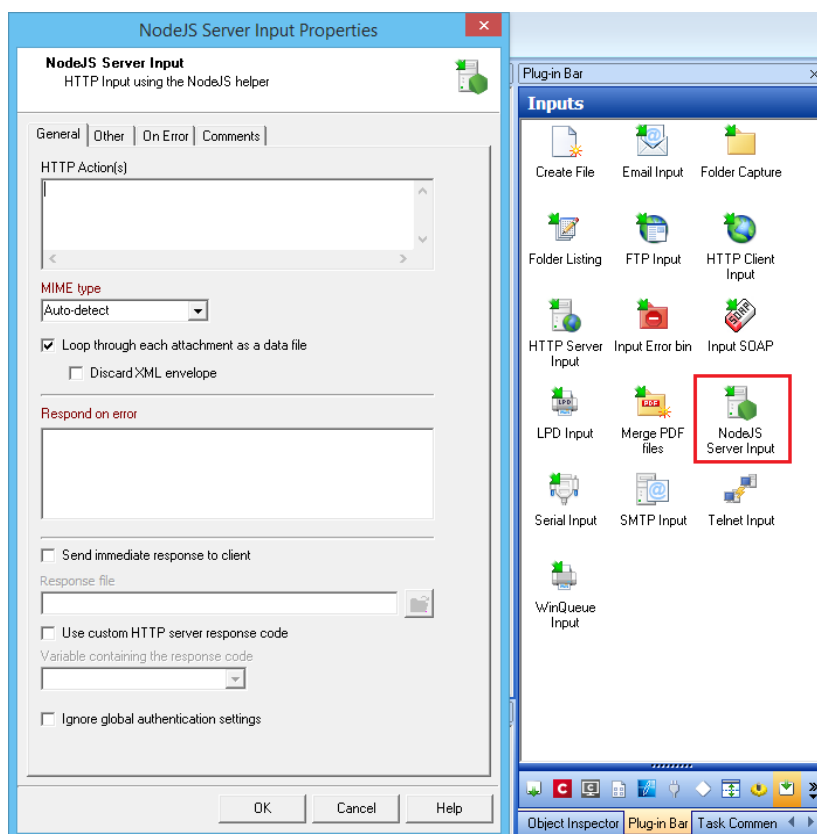 NodeJS Server Input Properties
NodeJS Server Input
HTTP Input using the NodeJS helper
General
Other
On Error
Comments
HTTP Action(s)
MIME type
Auto-detect
Loop through each attachment as a data file
Discard XML envelope
Respond on error
Send immediate response to client
Response file
Use custom HTTP server response code
Variable containing the response code
Ignore global authentication settings
OK
Cancel
Help
Plug-in Bar
Inputs
Create File
Email Input
Folder Capture
Folder Listing
FTP Input
HTTP Client
Input
HTTP Server
Input
Input Error bin
Input SOAP
SOAP
LPD
LPD Input
PDF
Merge PDF
files
NodeJS
Server Input
Serial Input
SMTP Input
Telnet Input
WinQueue
Input
Object Inspector
Plug-in Bar
Task Commen